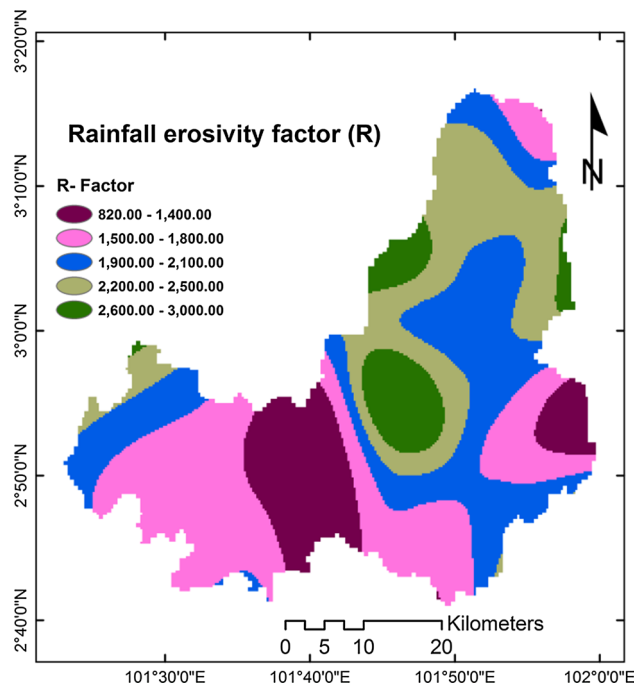 3°20'0"N
Rainfall erosivity factor (R)
N
3°10'0"N
R- Factor
820.00 - 1,400.00
1,500.00 - 1,800.00
1,900.00 - 2,100.00
2,200.00 - 2,500.00
2,600.00 - 3,000.00
3°0'0"N
2°50'0"N
2°40'0"N
Kilometers
0 5 10 20
101°30'0"E 101°40'0"E 101°50'0"E 102°0'0"E